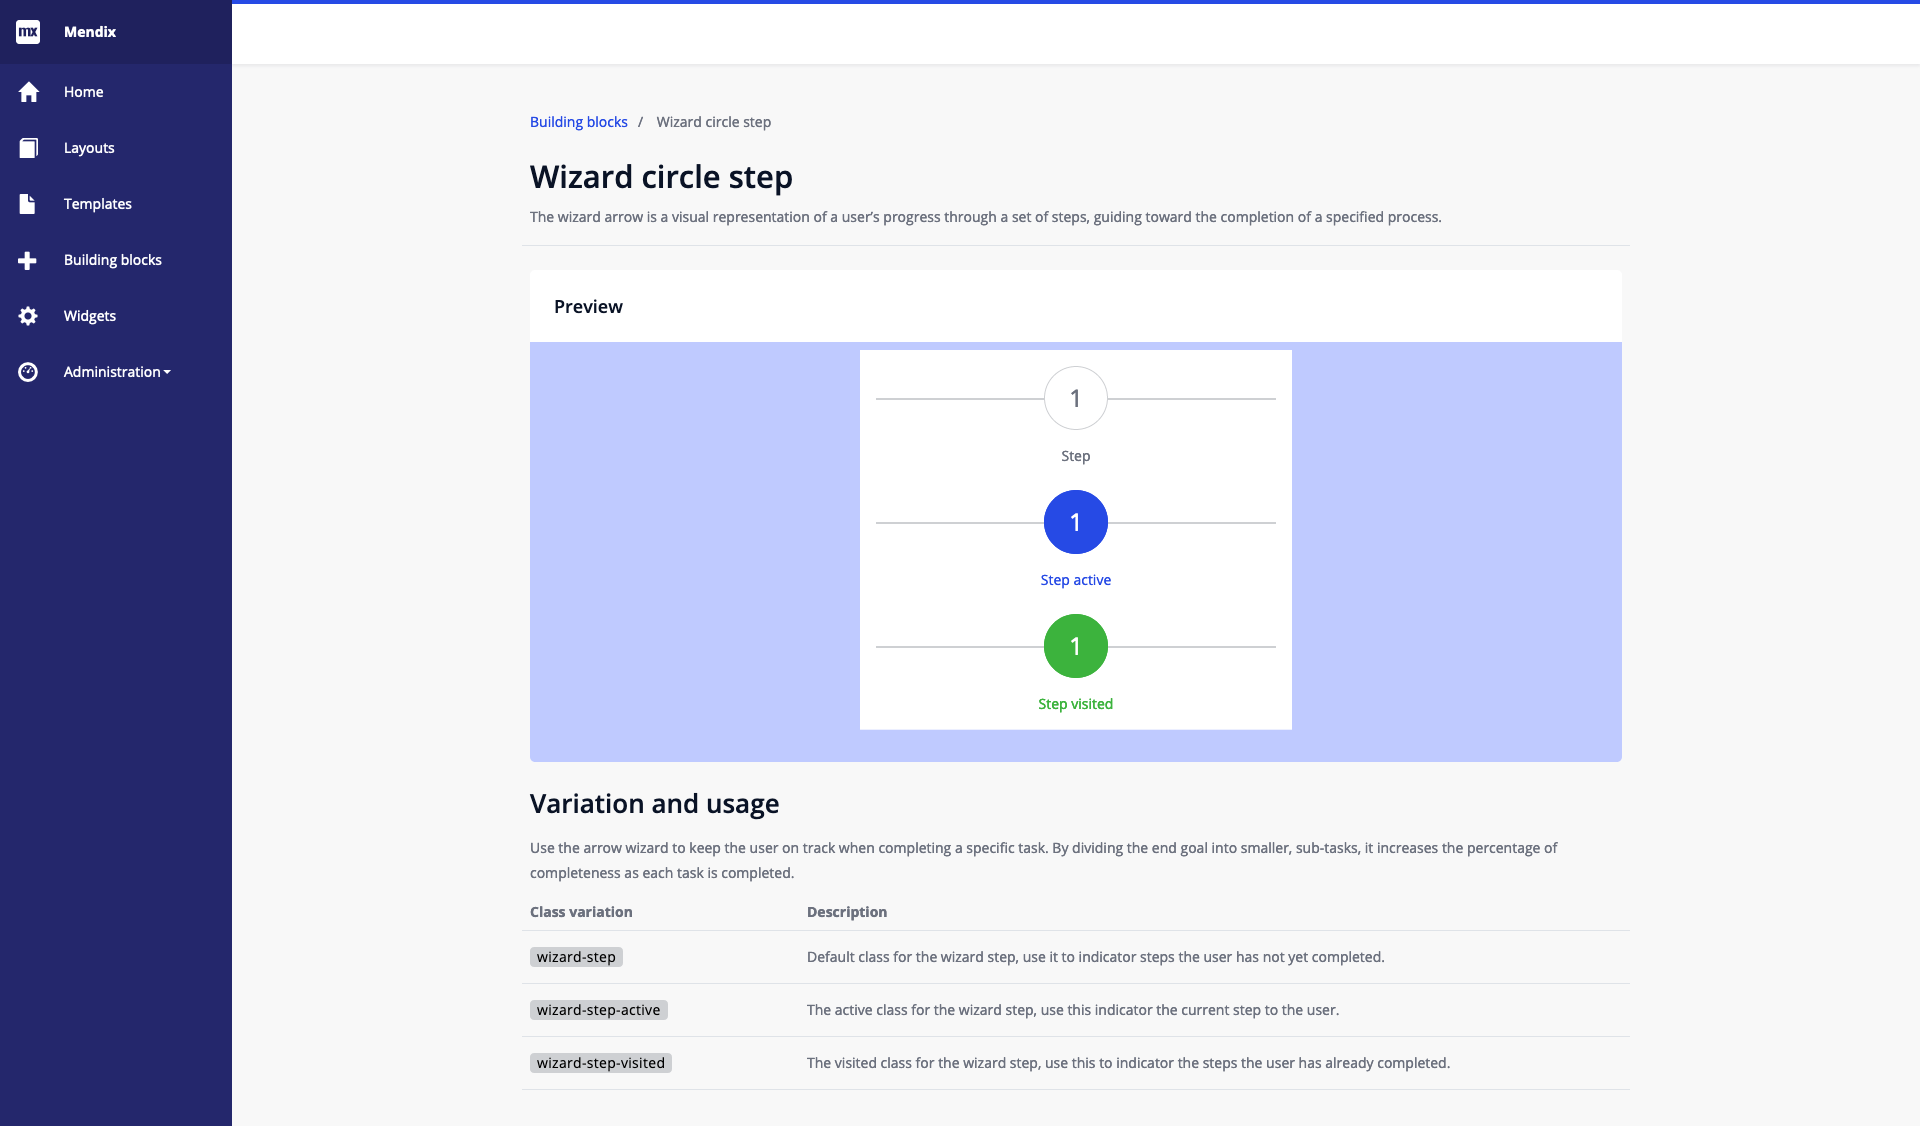 mx Mendix
Home
Layouts
Templates
Building blocks
Widgets
Administration
Building blocks / Wizard circle step
Wizard circle step
The wizard arrow is a visual representation of a user’s progress through a set of steps, guiding toward the completion of a specified process.
Preview
1
Step
1
Step active
1
Step visited
Variation and usage
Use the arrow wizard to keep the user on track when completing a specific task. By dividing the end goal into smaller, sub-tasks, it increases the percentage of
completeness as each task is completed.
Class variation Description
wizard-step Default class for the wizard step, use it to indicator steps the user has not yet completed.
wizard-step-active The active class for the wizard step, use this indicator the current step to the user.
wizard-step-visited The visited class for the wizard step, use this to indicator the steps the user has already completed.